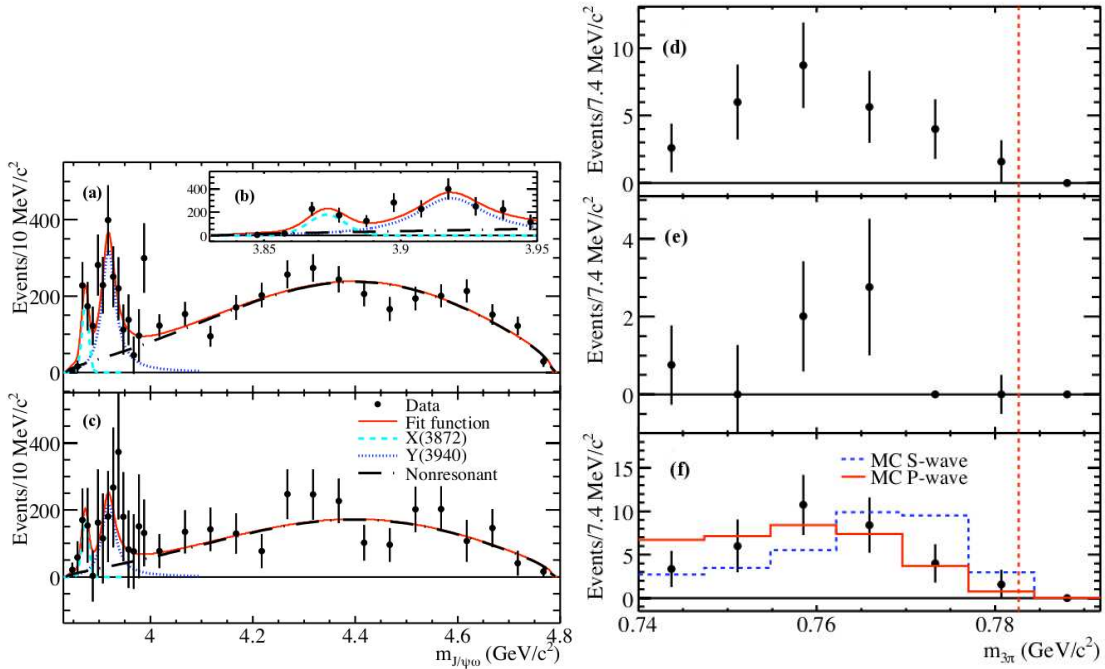 (a)
Events/10 MeV/c²
400
200
0
(b)
400
200
0
3.85
3.9
3.95
(c)
Events/10 MeV/c²
400
200
0
Data
Fit function
X(3872)
Y(3940)
Nonresonant
4
4.2
4.4
4.6
4.8
m_J/ψω (GeV/c²)
(d)
Events/7.4 MeV/c²
10
5
0
(e)
Events/7.4 MeV/c²
4
2
0
(f)
Events/7.4 MeV/c²
15
10
5
0
MC S-wave
MC P-wave
0.74
0.76
0.78
m_3π (GeV/c²)